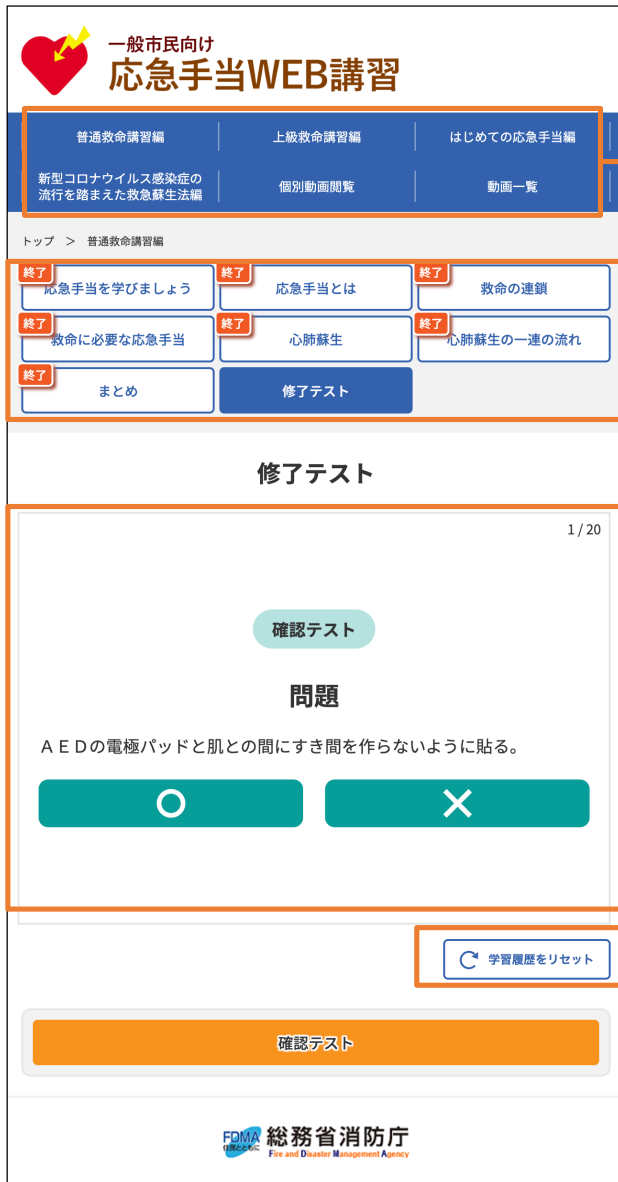 一般市民向け
応急手当WEB講習
普通救命講習編
上級救命講習編
はじめての応急手当編
新型コロナウイルス感染症の
流行を踏まえた救急蘇生法編
個別動画閲覧
動画一覧
トップ ＞ 普通救命講習編
終了
応急手当を学びましょう
終了
応急手当とは
終了
救命の連鎖
終了
救命に必要な応急手当
終了
心肺蘇生
終了
心肺蘇生の一連の流れ
終了
まとめ
修了テスト
修了テスト
1 / 20
確認テスト
問題
ＡＥＤの電極パッドと肌との間にすき間を作らないように貼る。
学習履歴をリセット
確認テスト
FDMA
住民とともに
総務省消防庁
Fire and Disaster Management Agency